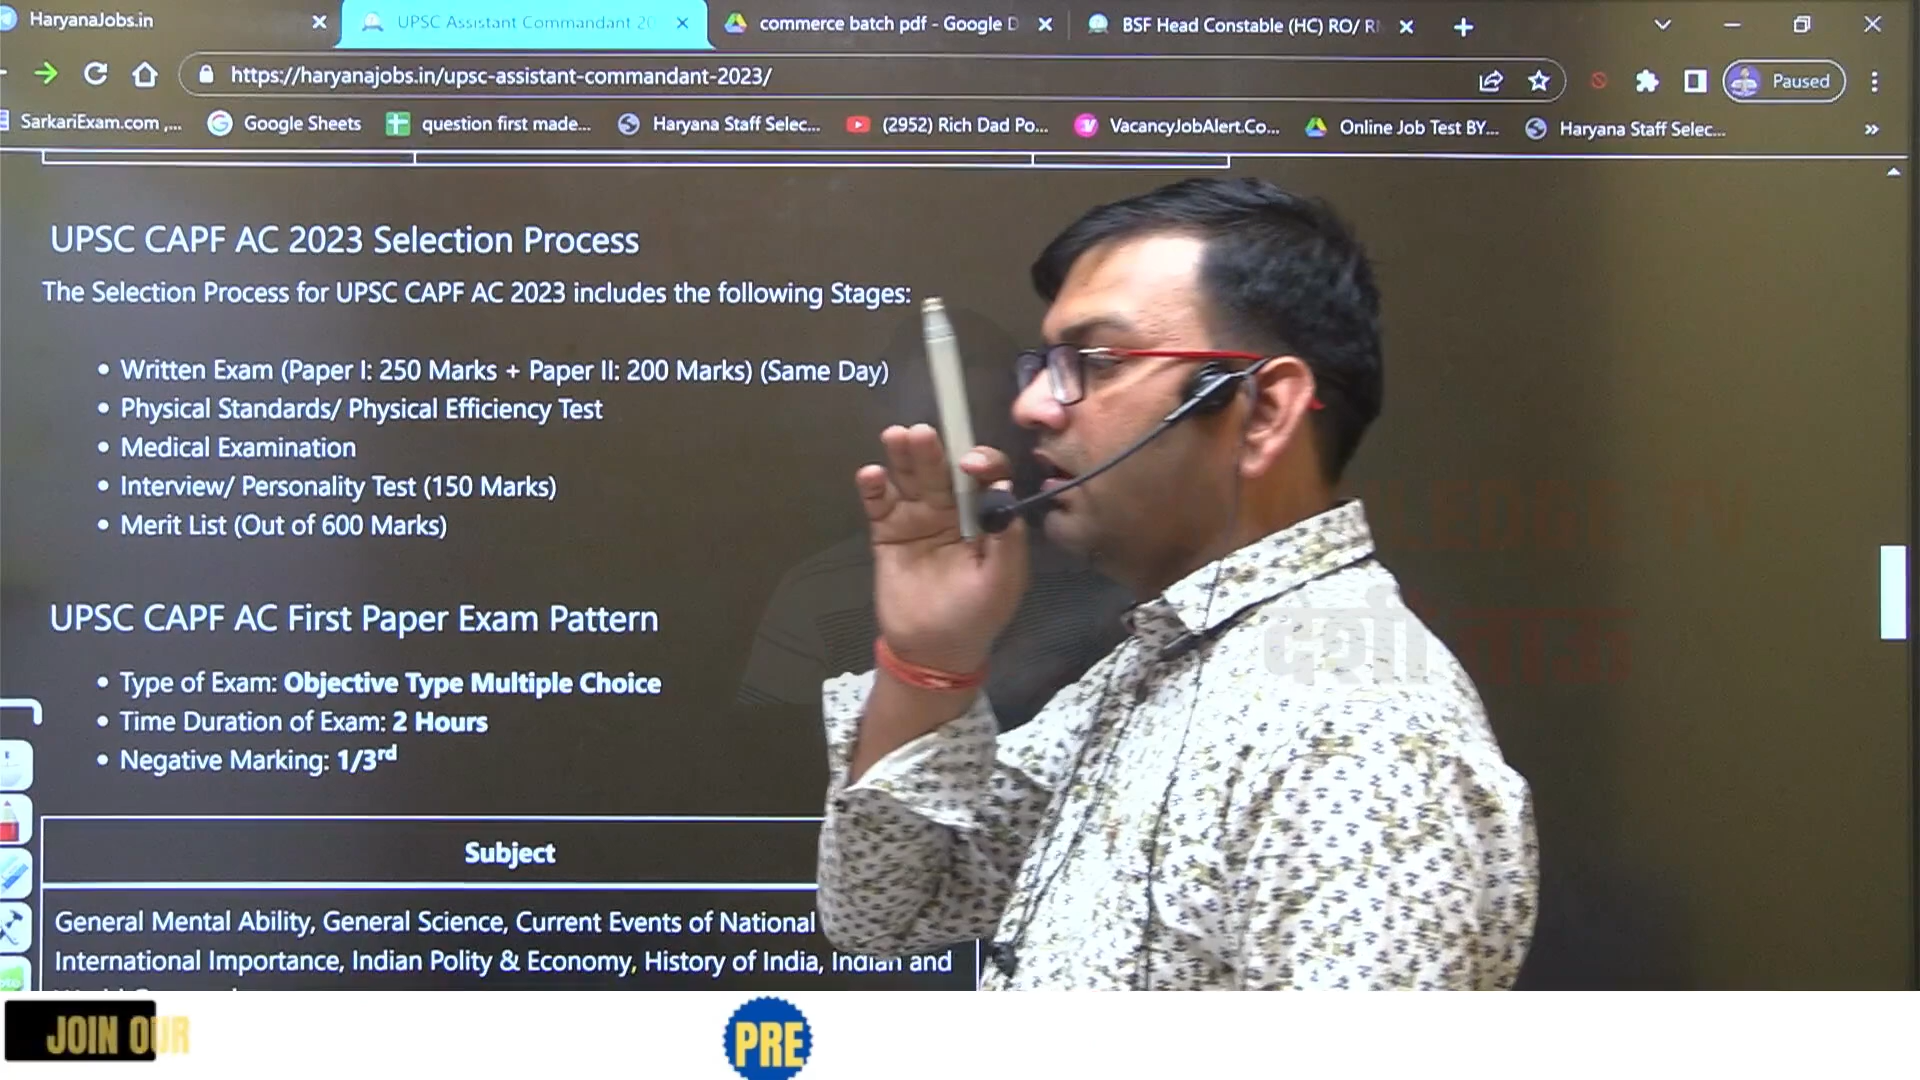 HaryanaJobs.in
UPSC Assistant Commandant 20
commerce batch pdf - Google D
BSF Head Constable (HC) RO/ R
https://haryanajobs.in/upsc-assistant-commandant-2023/
Paused
SarkariExam.com ,...
Google Sheets
question first made...
Haryana Staff Selec...
(2952) Rich Dad Po...
VacancyJobAlert.Co...
Online Job Test BY...
Haryana Staff Selec...
UPSC CAPF AC 2023 Selection Process
The Selection Process for UPSC CAPF AC 2023 includes the following Stages:
• Written Exam (Paper I: 250 Marks + Paper II: 200 Marks) (Same Day)
• Physical Standards/ Physical Efficiency Test
• Medical Examination
• Interview/ Personality Test (150 Marks)
• Merit List (Out of 600 Marks)
UPSC CAPF AC First Paper Exam Pattern
• Type of Exam: Objective Type Multiple Choice
• Time Duration of Exam: 2 Hours
• Negative Marking: 1/3rd
Subject
General Mental Ability, General Science, Current Events of National
International Importance, Indian Polity & Economy, History of India, Indian and
JOIN OUR
PRE